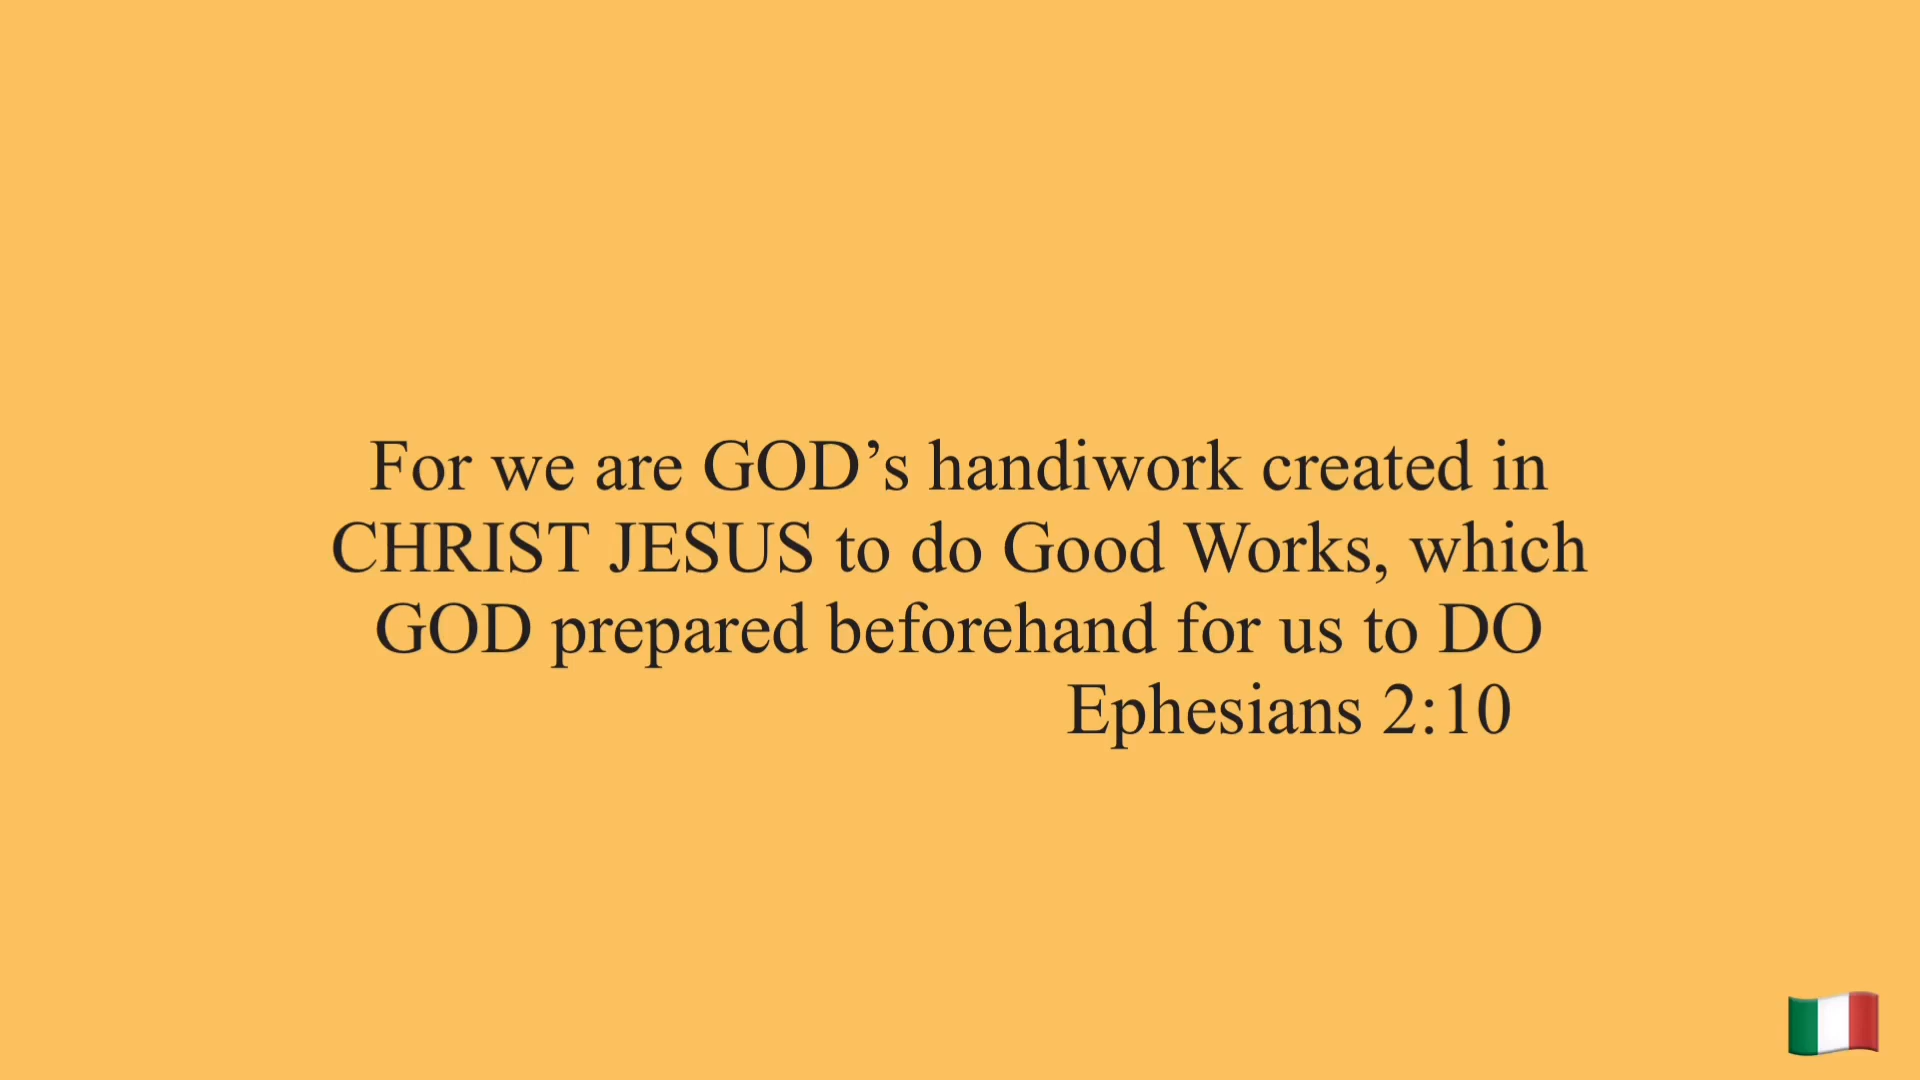 For we are GOD’s handiwork created in
CHRIST JESUS to do Good Works, which
GOD prepared beforehand for us to DO
Ephesians 2:10